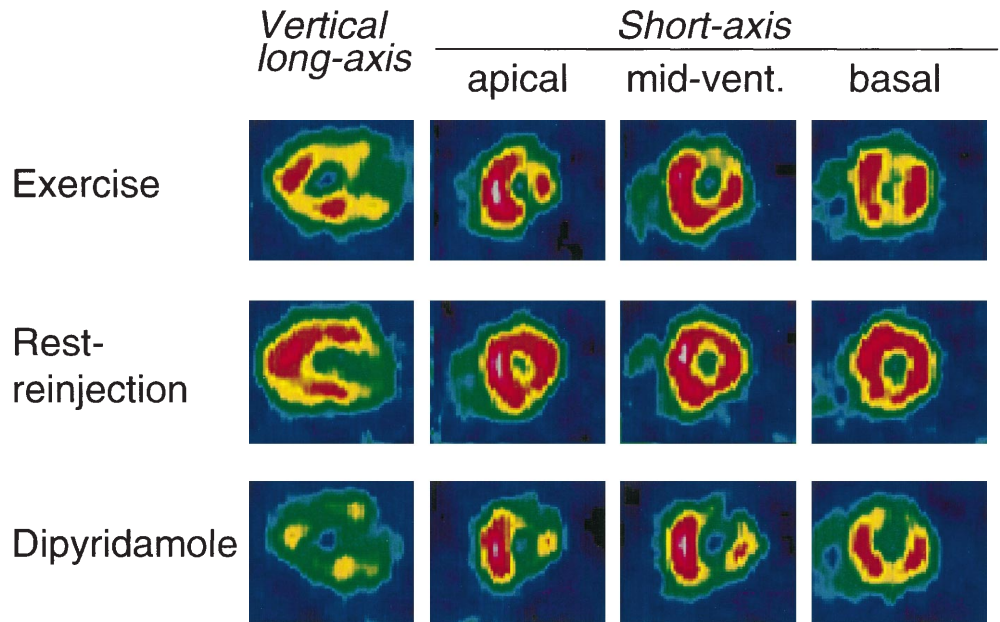 Vertical
long-axis
Short-axis
apical
mid-vent.
basal
Exercise
Rest-
reinjection
Dipyridamole